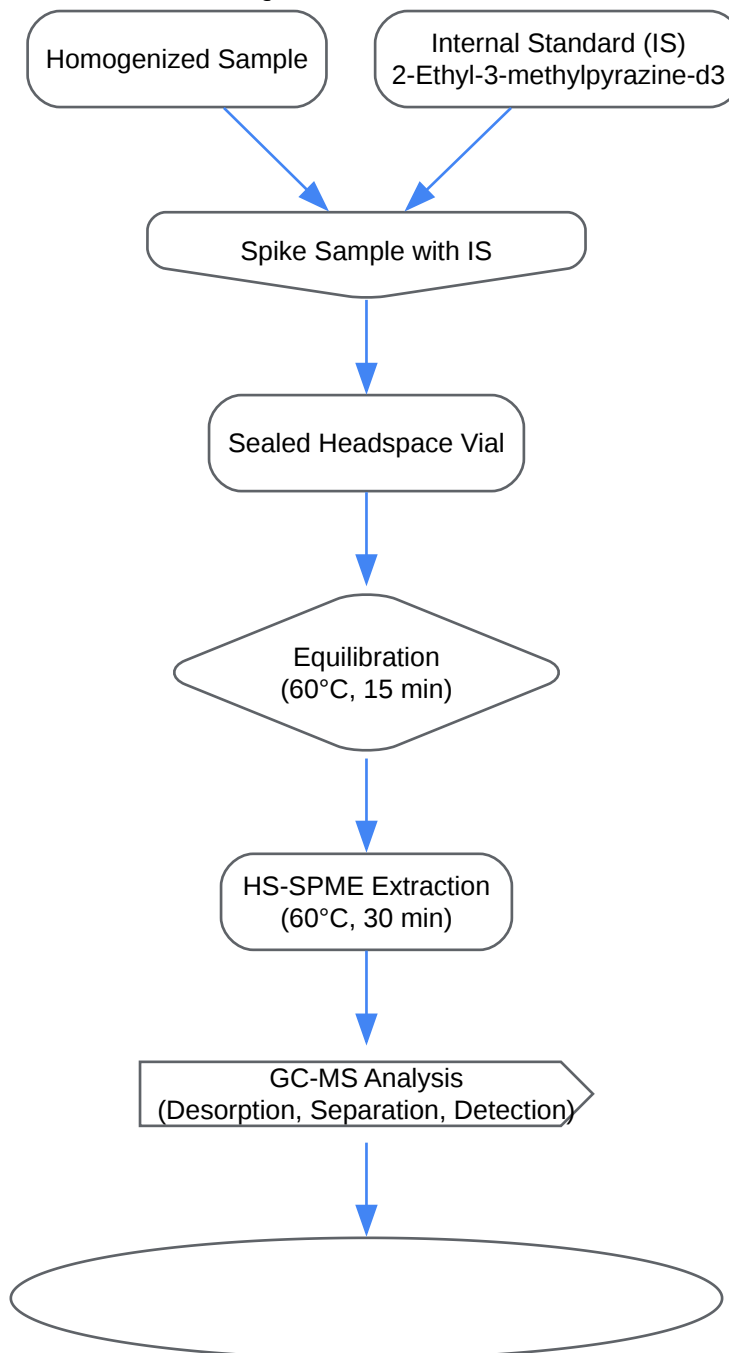 Homogenized Sample
Internal Standard (IS)
2-Ethyl-3-methylpyrazine-d3
Spike Sample with IS
Sealed Headspace Vial
Equilibration
(60°C, 15 min)
HS-SPME Extraction
(60°C, 30 min)
GC-MS Analysis
(Desorption, Separation, Detection)